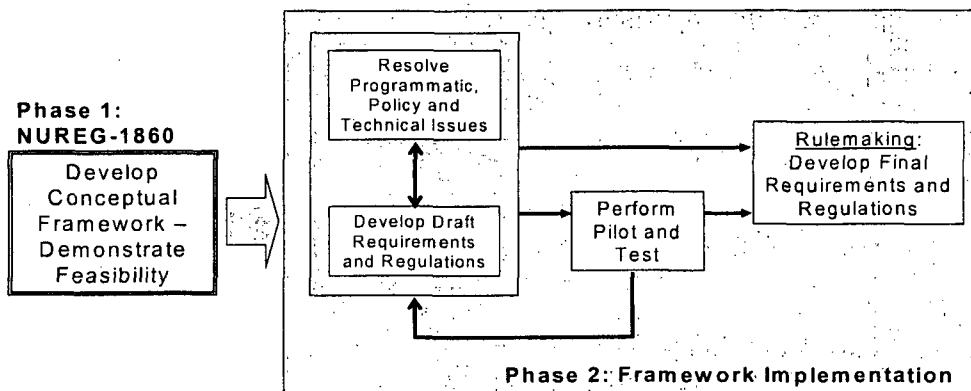 Phase 1:
NUREG-1860
Develop
Conceptual
Framework –
Demonstrate
Feasibility
Resolve
Programmatic,
Policy and
Technical Issues
Develop Draft
Requirements
and Regulations
Perform
Pilot and
Test
Rulemaking:
Develop Final
Requirements and
Regulations
Phase 2: Framework Implementation